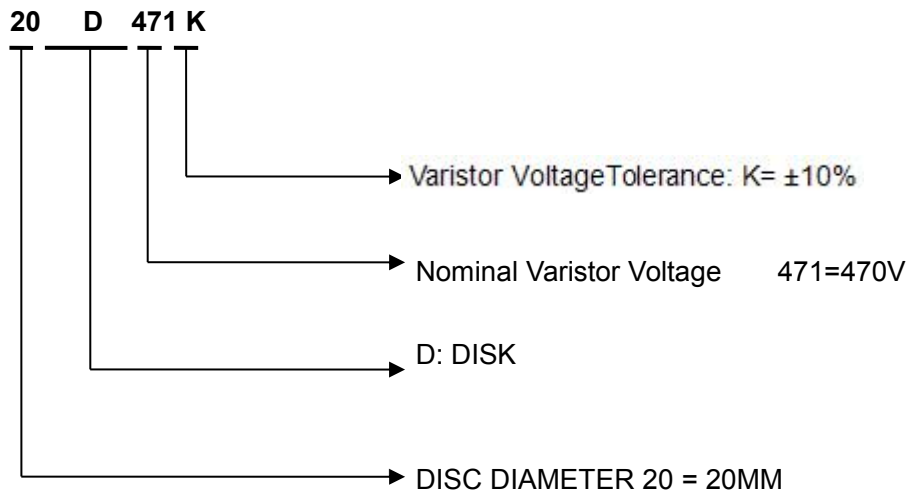 20 D 471 K
Varistor VoltageTolerance: K= ±10%
Nominal Varistor Voltage 471=470V
D: DISK
DISC DIAMETER 20 = 20MM